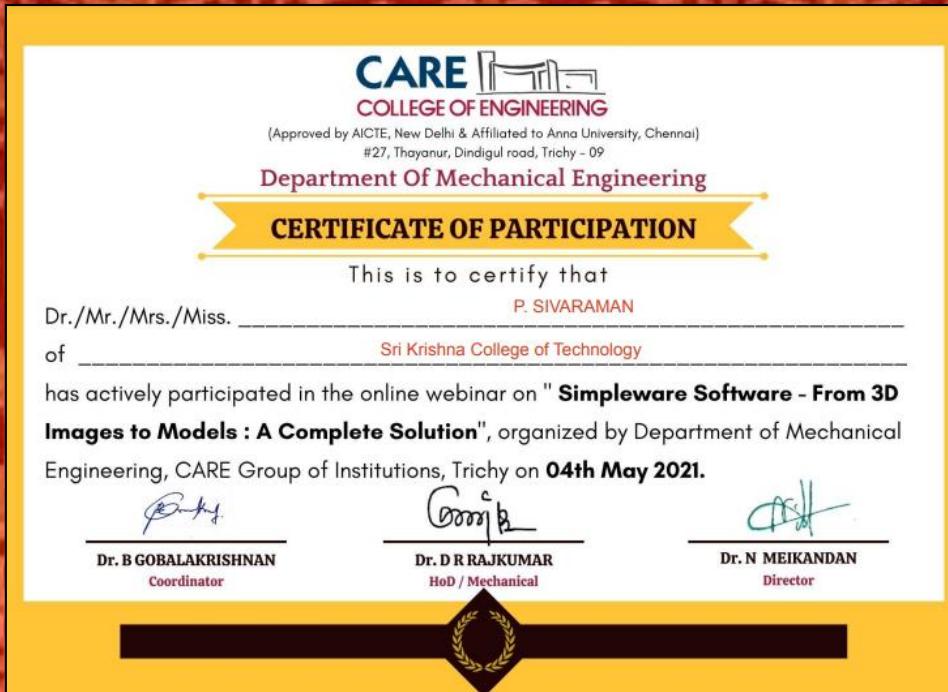 CARE
COLLEGE OF ENGINEERING
(Approved by AICTE, New Delhi & Affiliated to Anna University, Chennai)
#27, Thayanur, Dindigul road, Trichy - 09
Department Of Mechanical Engineering
CERTIFICATE OF PARTICIPATION
This is to certify that
Dr./Mr./Mrs./Miss. P. SIVARAMAN
of Sri Krishna College of Technology
has actively participated in the online webinar on " Simpleware Software - From 3D
Images to Models : A Complete Solution", organized by Department of Mechanical
Engineering, CARE Group of Institutions, Trichy on 04th May 2021.
Dr. B GOBALAKRISHNAN Dr. D R RAJKUMAR Dr. N MEIKANDAN
Coordinator HoD / Mechanical Director